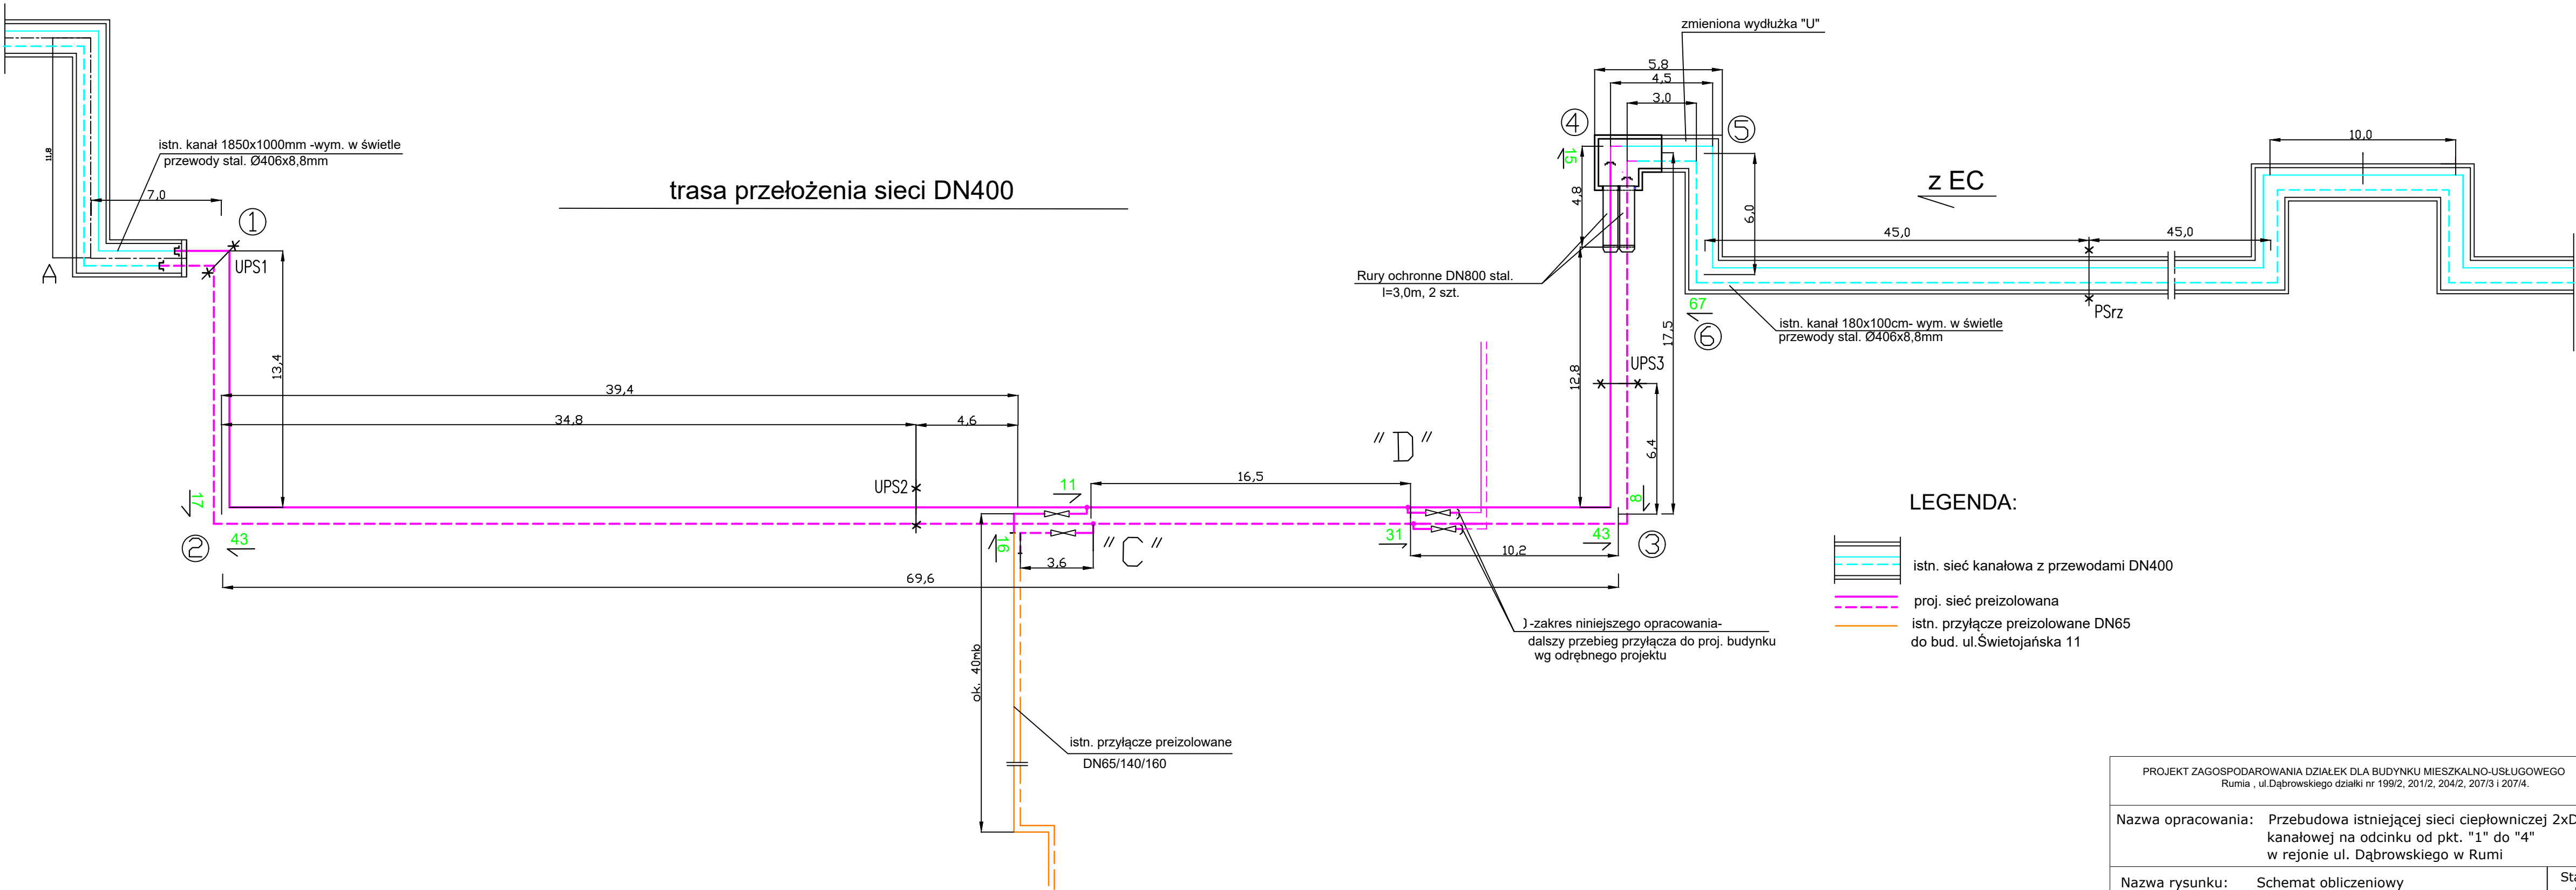 zmieniona wydłużka "U"
5,8
4,5
3,0
4
5
15
10,0
istn. kanał 1850x1000mm -wym. w świetle
przewody stal. Ø406x8,8mm
11,8
7,0
trasa przełożenia sieci DN400
z EC
4,8
6,0
1
UPS1
A
45,0
45,0
Rury ochronne DN800 stal.
l=3,0m, 2 szt.
67
6
PSrz
istn. kanał 180x100cm- wym. w świetle
przewody stal. Ø406x8,8mm
17,5
13,4
12,8
UPS3
39,4
34,8
4,6
6,4
"D"
16,5
UPS2
11
17
8
LEGENDA:
2
43
16
"C"
31
43
3
3,6
10,2
69,6
istn. sieć kanałowa z przewodami DN400
proj. sieć preizolowana
istn. przyłącze preizolowane DN65
do bud. ul.Świetojańska 11
)-zakres niniejszego opracowania-
dalszy przebieg przyłącza do proj. budynku
wg odrębnego projektu
ok. 40mb
istn. przyłącze preizolowane
DN65/140/160
PROJEKT ZAGOSPODAROWANIA DZIAŁEK DLA BUDYNKU MIESZKALNO-USŁUGOWEGO
Rumia , ul.Dąbrowskiego działki nr 199/2, 201/2, 204/2, 207/3 i 207/4.
Nazwa opracowania: Przebudowa istniejącej sieci ciepłowniczej 2xD
kanałowej na odcinku od pkt. "1" do "4"
w rejonie ul. Dąbrowskiego w Rumi
Nazwa rysunku: Schemat obliczeniowy